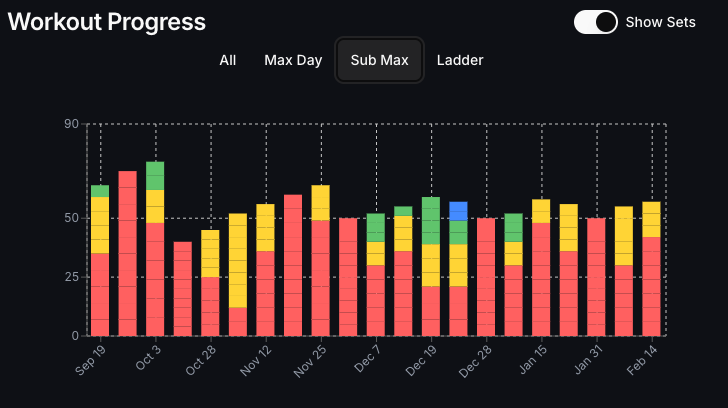 Workout Progress
Show Sets
All Max Day Sub Max Ladder
90
50
25
0
Sep 19 Oct 3 Oct 28 Nov 12 Nov 25 Dec 7 Dec 19 Dec 28 Jan 15 Jan 31 Feb 14